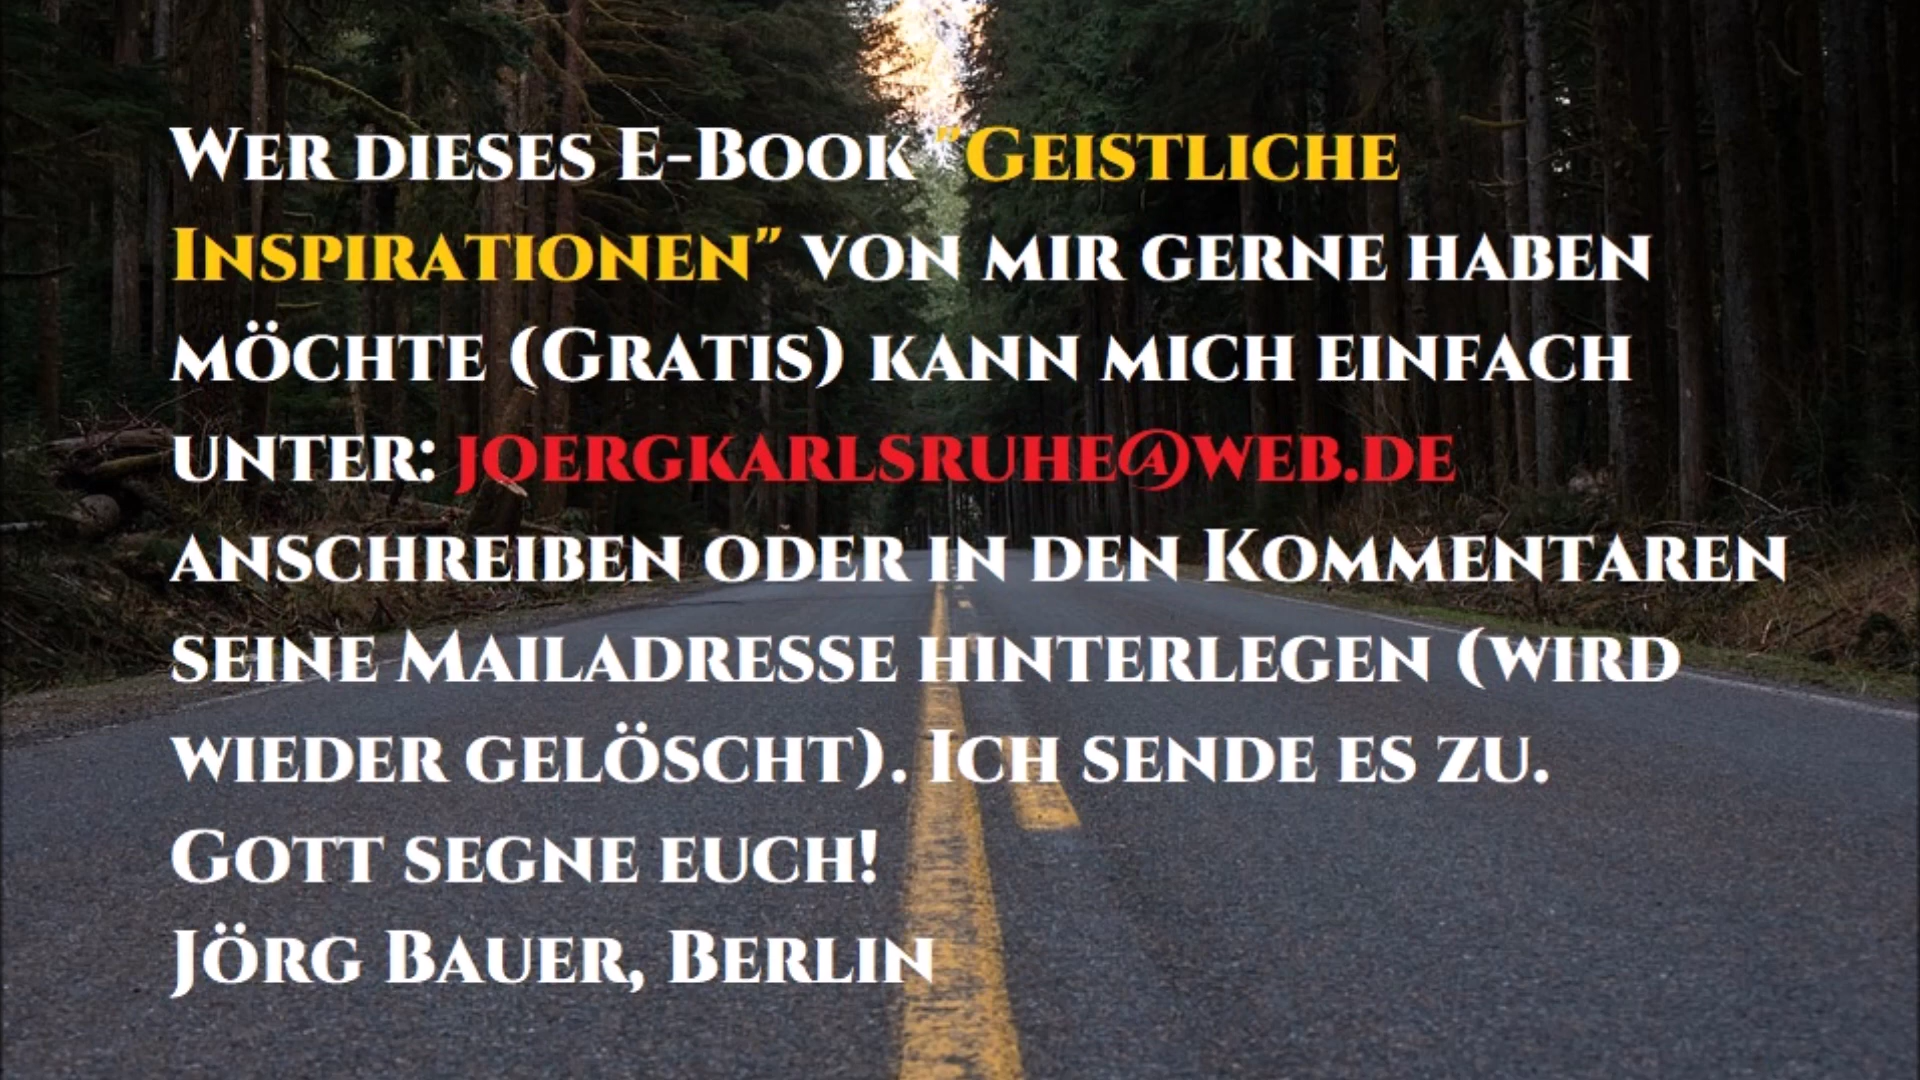 Wer dieses E-Book "Geistliche
Inspirationen" von mir gerne haben
möchte (Gratis) kann mich einfach
unter: joergkarlsruhe@web.de
anschreiben oder in den Kommentaren
seine Mailadresse hinterlegen (wird
wieder gelöscht). Ich sende es zu.
Gott segne euch!
Jörg Bauer, Berlin